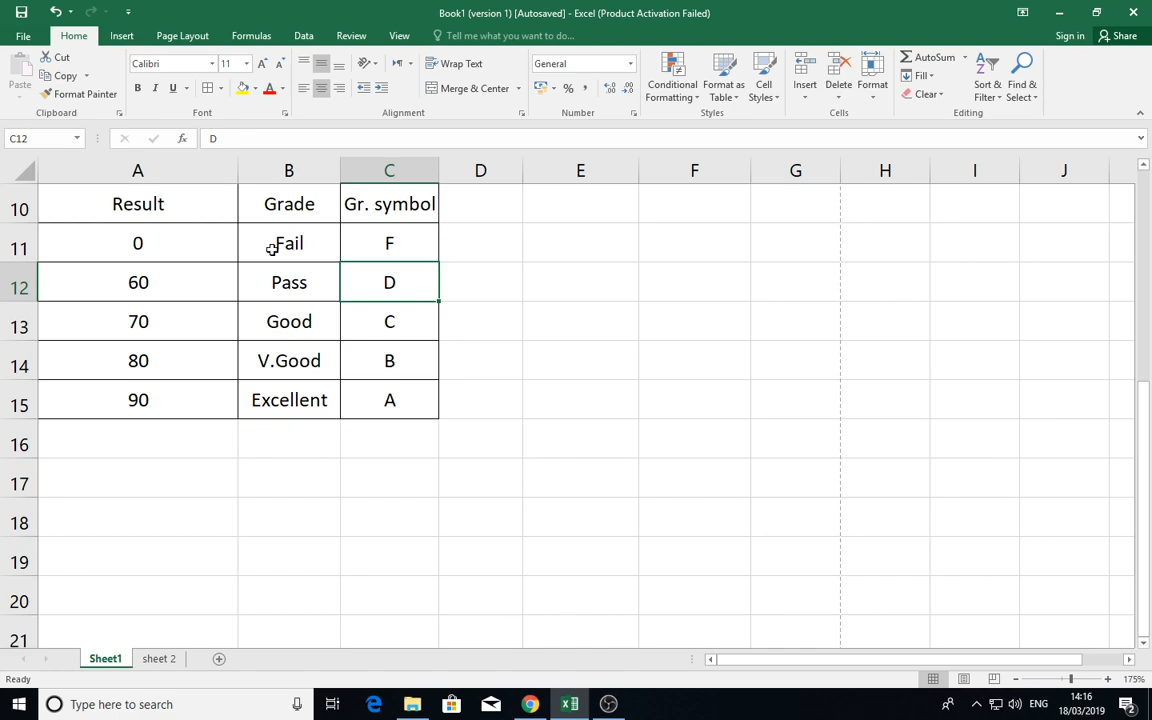 Book1 (version 1) [Autosaved] - Excel (Product Activation Failed)
File Home Insert Page Layout Formulas Data Review View Tell me what you want to do... Sign in Share
Paste Cut Copy Format Painter
Calibri 11
B I U A
Wrap Text
Merge & Center
General
% ,
Conditional Formatting Format as Table Cell Styles
Insert Delete Format
AutoSum Fill Clear
Sort & Filter Find & Select
Clipboard Font Alignment Number Styles Cells Editing
C12 fx D
A B C D E F G H I J
10 Result Grade Gr. symbol
11 0 Fail F
12 60 Pass D
13 70 Good C
14 80 V.Good B
15 90 Excellent A
16
17
18
19
20
21
Sheet1 sheet 2
Ready 175%
Type here to search ENG 14:16
18/03/2019 2